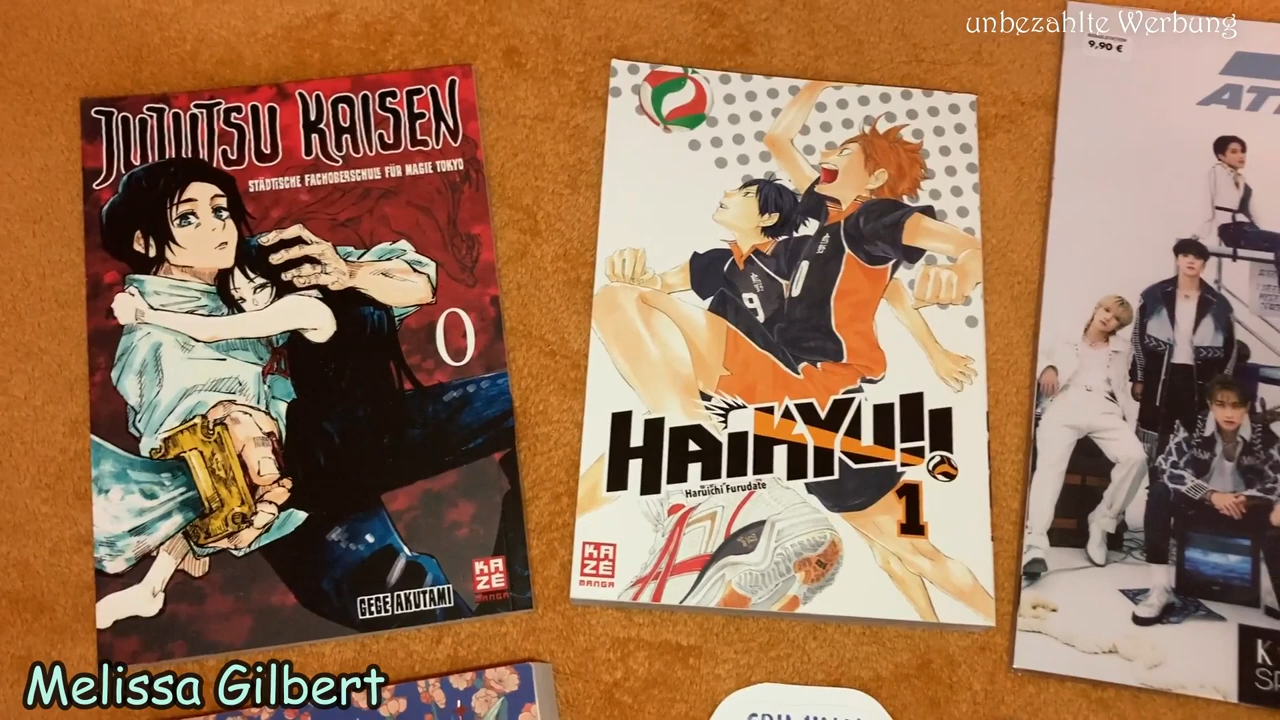 unbezahlte Werbung
9,90 €
JUJUTSU KAISEN
STÄDTISCHE FACHOBERSCHULE FÜR MAGIE TOKYO
0
GEGE AKUTAMI
KAZÉ
MANGA
9
HAiKYU!!
Haruichi Furudate
1
KAZÉ
MANGA
Melissa Gilbert